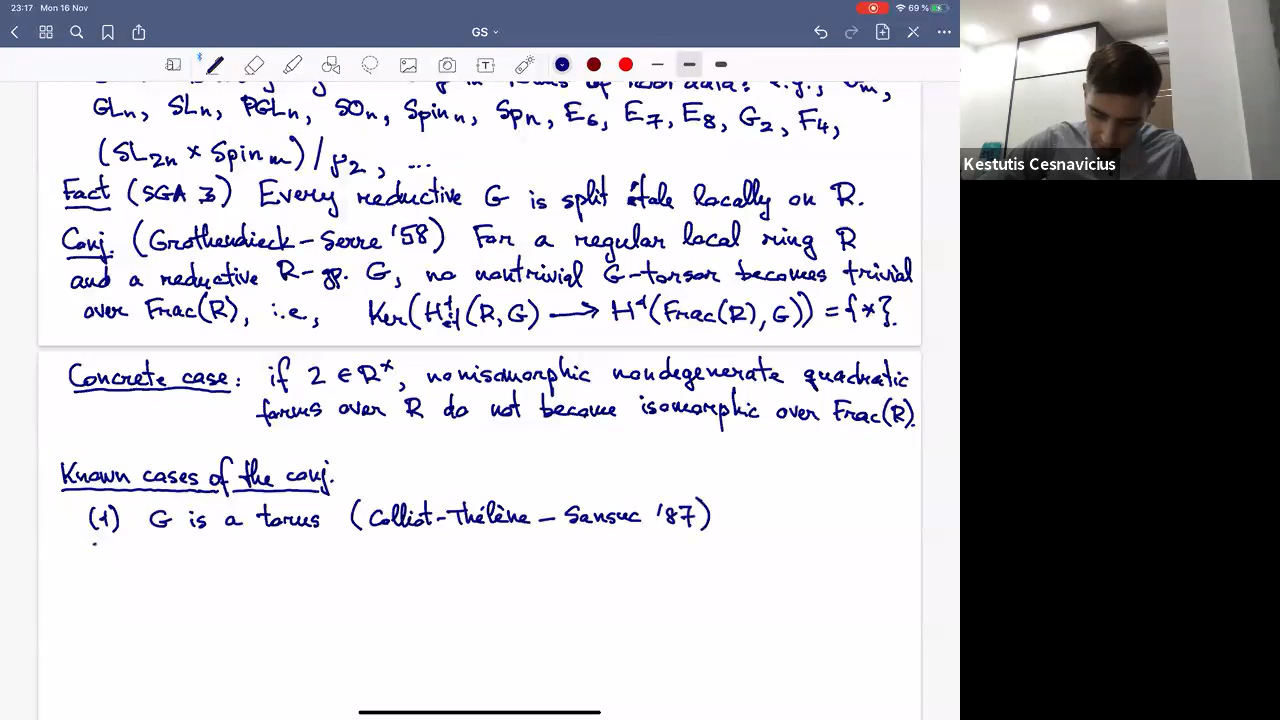 23:17 Mon 16 Nov
69 %
GS
GLn, SLn, PGLn, SOn, Spinn, Spn, E6, E7, E8, G2, F4,
(SL2n × Spinm)/μ2, ...
Fact (SGA 3) Every reductive G is split étale locally on R.
Conj. (Grothendieck – Serre '58) For a regular local ring R
and a reductive R-gp. G, no nontrivial G-torsor becomes trivial
over Frac(R), i.e., Ker(H¹ét(R, G) ⟶ H¹(Frac(R), G)) = {*}.
Concrete case: if 2 ∈ R×, nonisomorphic nondegenerate quadratic
forms over R do not become isomorphic over Frac(R).
Known cases of the conj.
(1) G is a torus (Colliot-Thélène – Sansuc '87)
Kestutis Cesnavicius